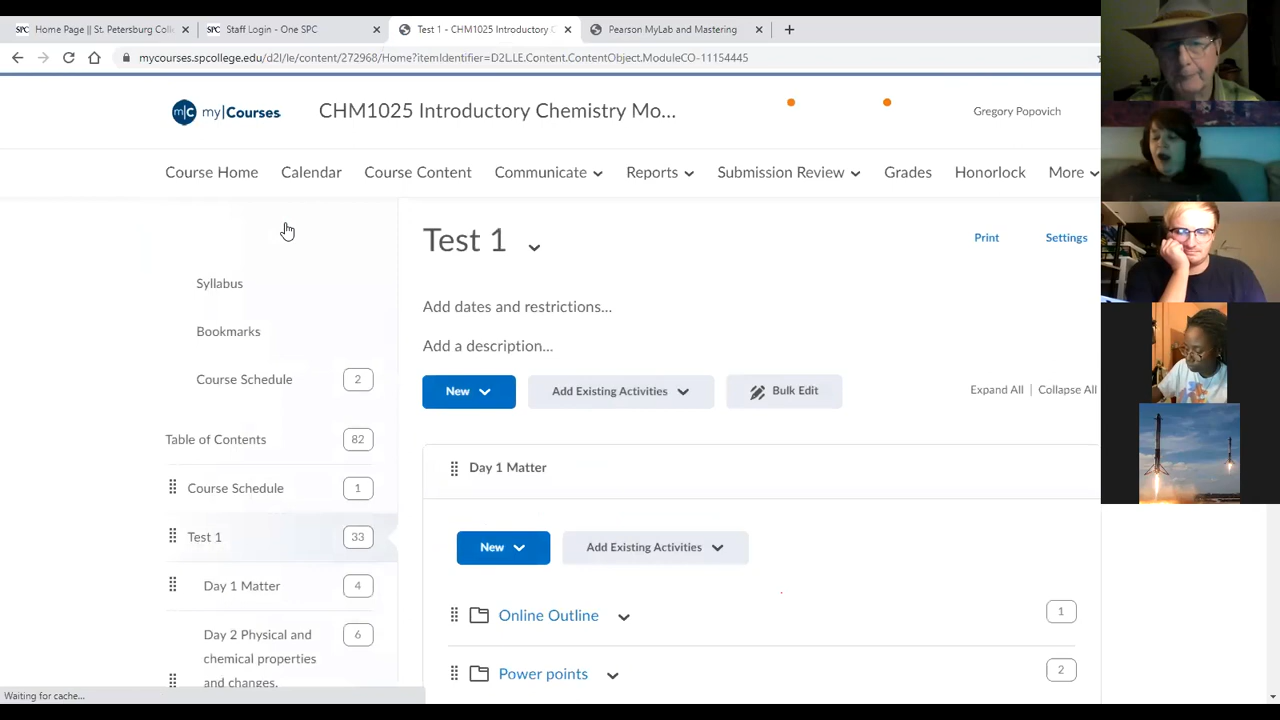 Home Page || St. Petersburg Coll
Staff Login - One SPC
Test 1 - CHM1025 Introductory C
Pearson MyLab and Mastering
mycourses.spcollege.edu/d2l/le/content/272968/Home?itemIdentifier=D2L.LE.Content.ContentObject.ModuleCO-11154445
myCourses
CHM1025 Introductory Chemistry Mo...
Gregory Popovich
Course Home Calendar Course Content Communicate Reports Submission Review Grades Honorlock More
Test 1
Print Settings
Syllabus
Add dates and restrictions...
Bookmarks
Add a description...
Course Schedule 2
New Add Existing Activities Bulk Edit
Expand All | Collapse All
Table of Contents 82
Day 1 Matter
Course Schedule 1
Test 1 33
New Add Existing Activities
Day 1 Matter 4
Online Outline 1
Day 2 Physical and 6
chemical properties
and changes.
Power points 2
Waiting for cache...